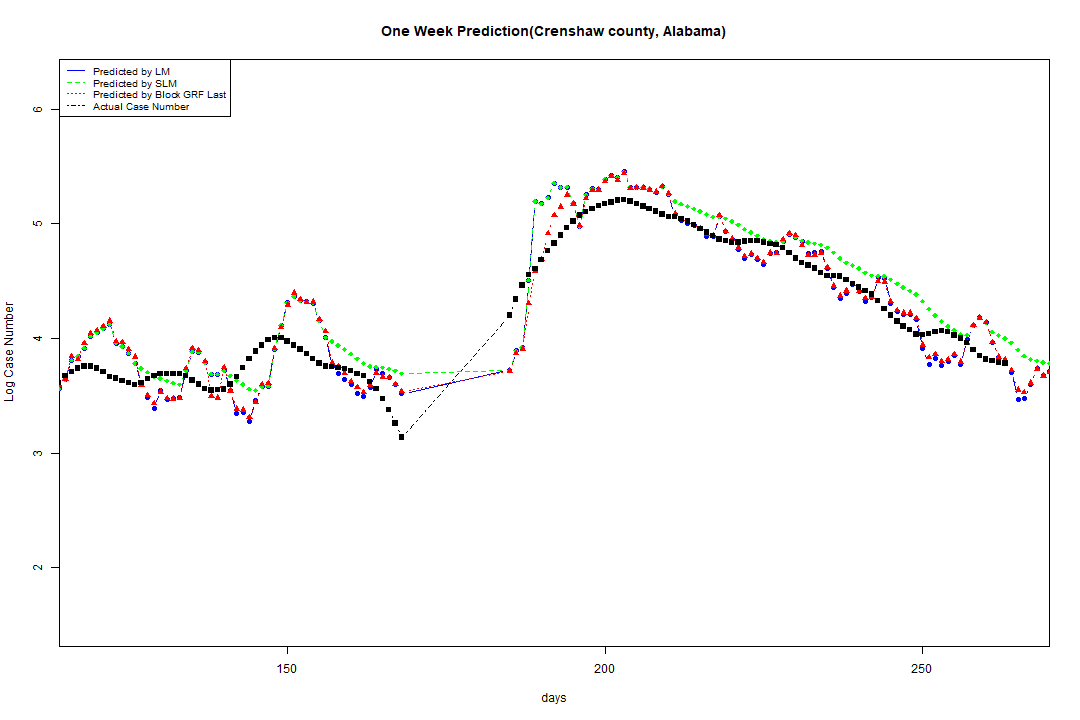 One Week Prediction(Crenshaw county, Alabama)
Predicted by LM
Predicted by SLM
Predicted by Block GRF Last
Actual Case Number
6
5
4
3
2
Log Case Number
150
200
250
days